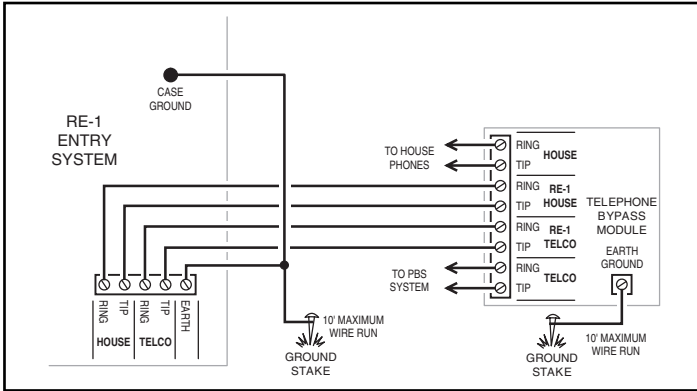 CASE
GROUND
RE-1
ENTRY
SYSTEM
RING
TIP
RING
TIP
EARTH
HOUSE
TELCO
10' MAXIMUM
WIRE RUN
GROUND
STAKE
TO HOUSE
PHONES
TO PBS
SYSTEM
RING
TIP
HOUSE
RING
TIP
RE-1
HOUSE
RING
TIP
RE-1
TELCO
RING
TIP
TELCO
TELEPHONE
BYPASS
MODULE
EARTH
GROUND
10' MAXIMUM
WIRE RUN
GROUND
STAKE